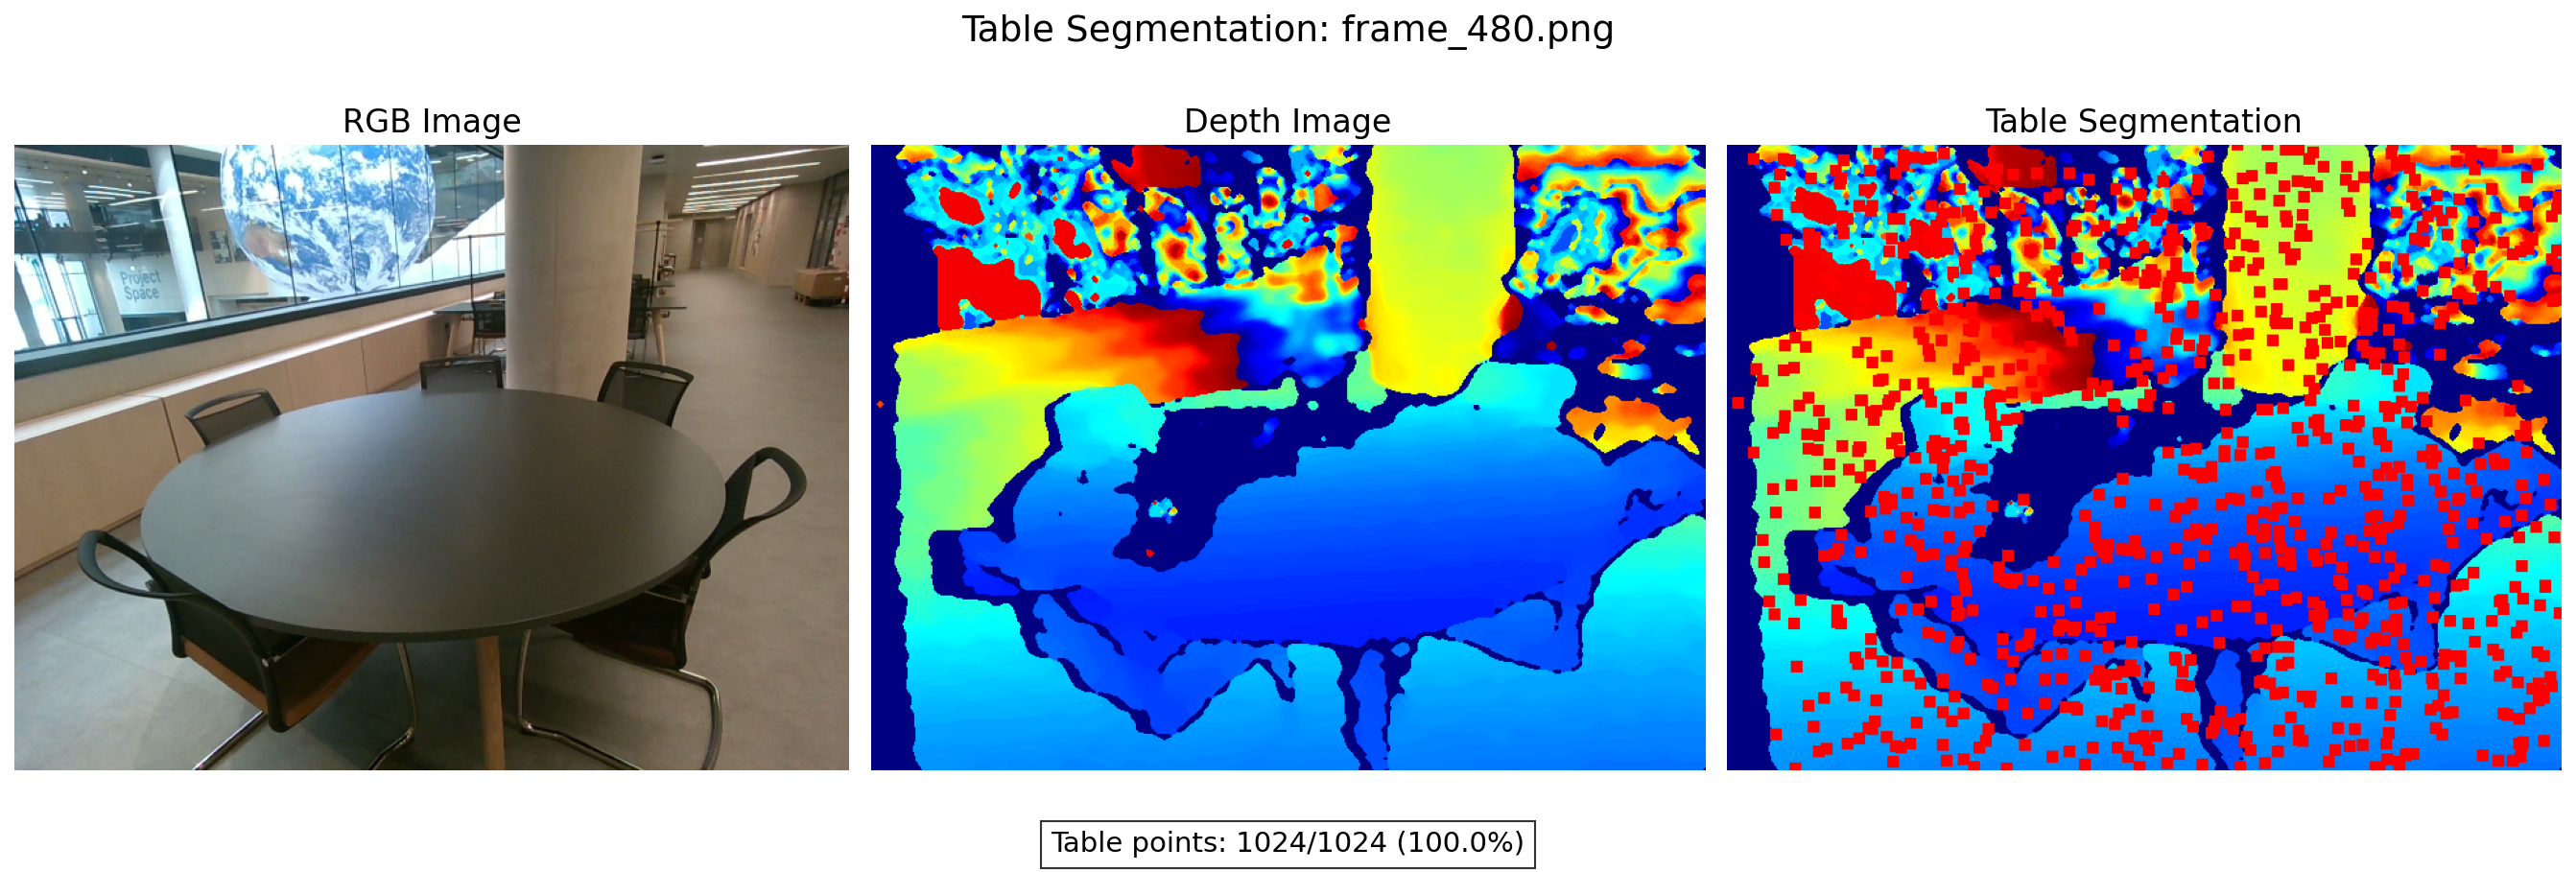 Table Segmentation: frame_480.png
RGB Image
Depth Image
Table Segmentation
Project
Space
Table points: 1024/1024 (100.0%)